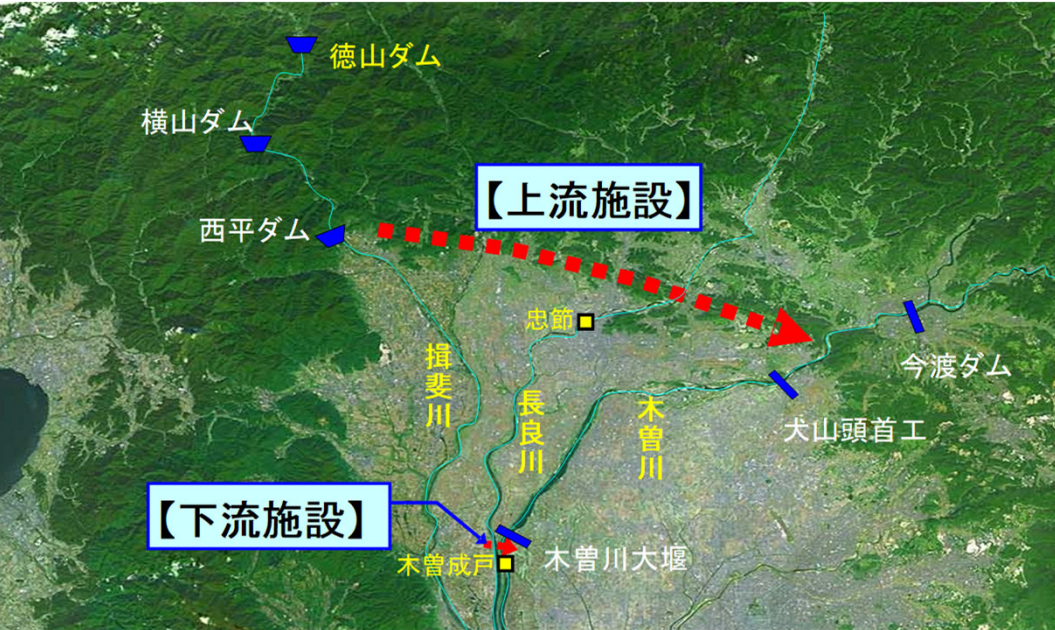 徳山ダム
横山ダム
【上流施設】
西平ダム
忠節
揖斐川
長良川
木曽川
今渡ダム
犬山頭首工
【下流施設】
木曽成戸
木曽川大堰